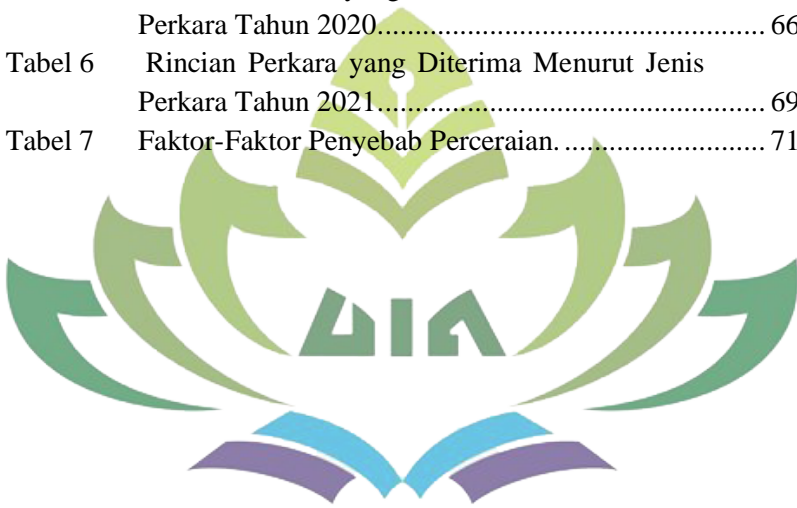 Perkara Tahun 2020.................................................... 66
Tabel 6 Rincian Perkara yang Diterima Menurut Jenis
Perkara Tahun 2021.................................................... 69
Tabel 7 Faktor-Faktor Penyebab Perceraian. ........................... 71
UIN